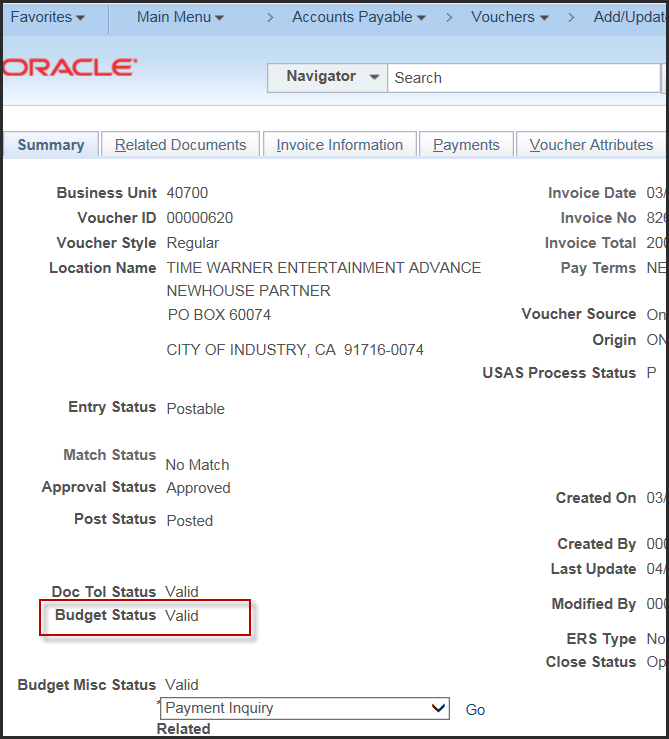 Favorites Main Menu > Accounts Payable > Vouchers > Add/Updat
ORACLE
Navigator Search
Summary Related Documents Invoice Information Payments Voucher Attributes
Business Unit 40700 Invoice Date 03/
Voucher ID 00000620 Invoice No 826
Voucher Style Regular Invoice Total 200
Location Name TIME WARNER ENTERTAINMENT ADVANCE Pay Terms NE
NEWHOUSE PARTNER
PO BOX 60074 Voucher Source On
Origin ON
CITY OF INDUSTRY, CA 91716-0074
USAS Process Status P
Entry Status Postable
Match Status No Match
Approval Status Approved
Created On 03/
Post Status Posted
Created By 000
Last Update 04/
Doc Tol Status Valid
Modified By 000
Budget Status Valid
ERS Type No
Close Status Op
Budget Misc Status Valid
*Payment Inquiry Go
Related